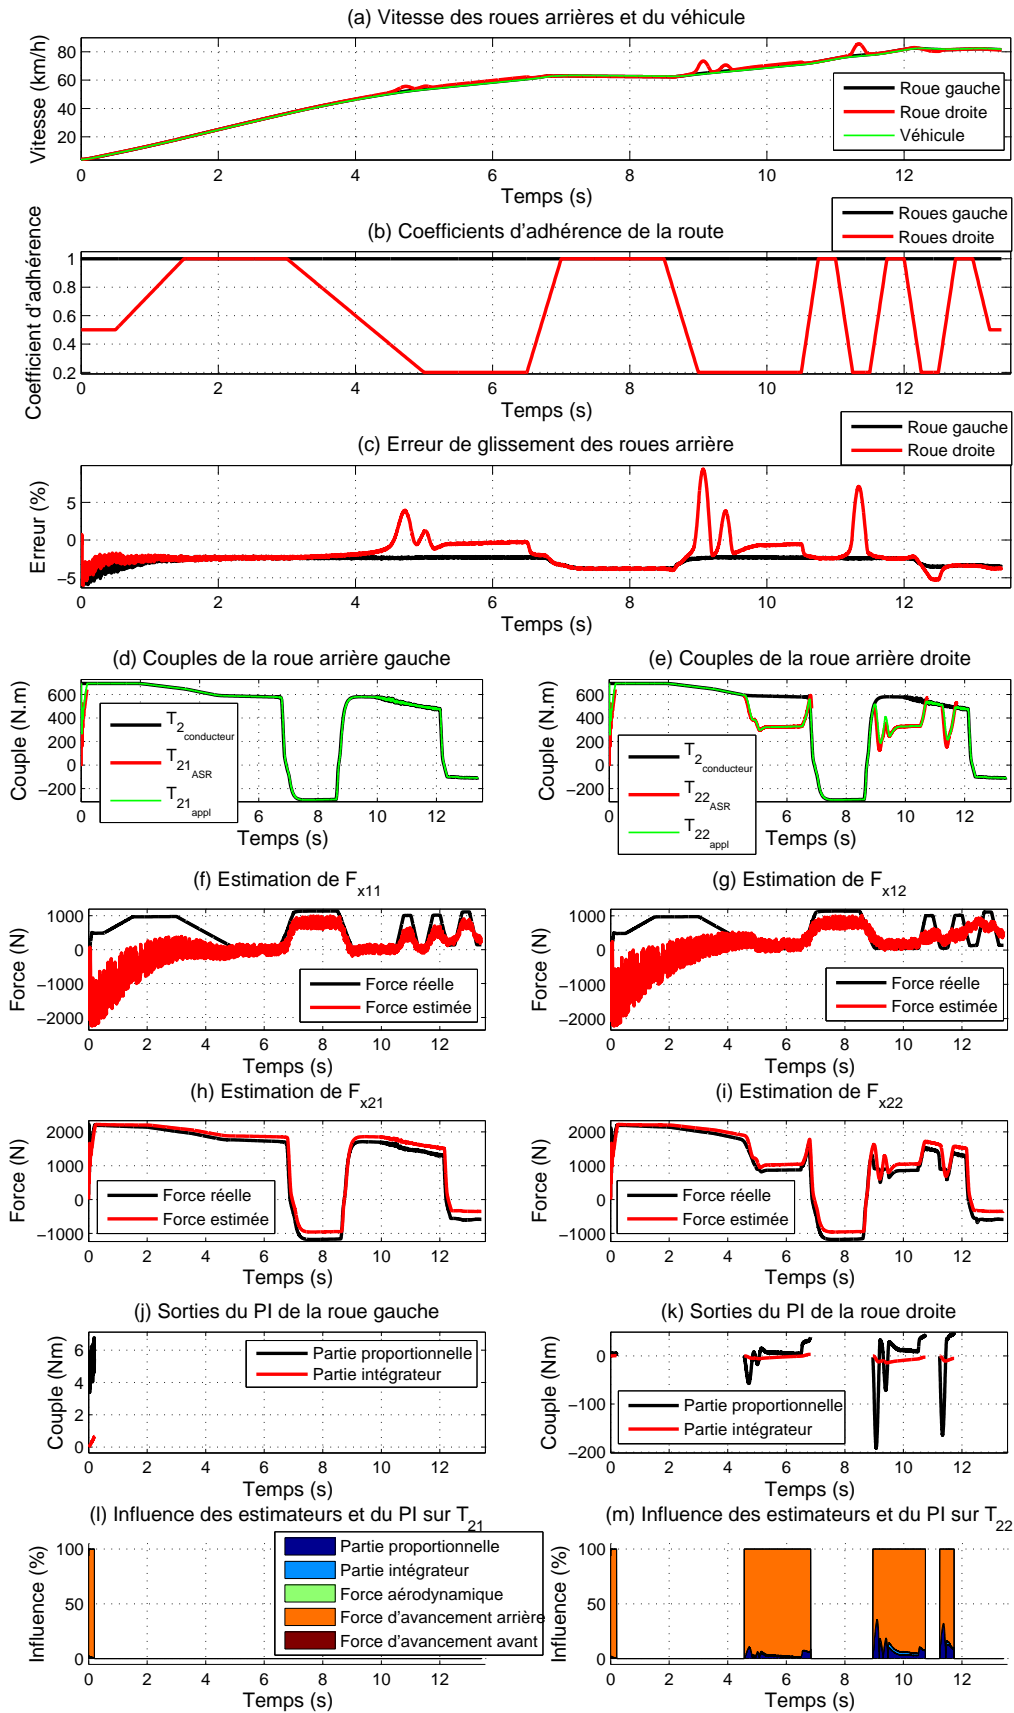 (a) Vitesse des roues arrières et du véhicule
Vitesse (km/h)
80
60
40
20
0 2 4 6 8 10 12
Temps (s)
Roue gauche
Roue droite
Véhicule
(b) Coefficients d'adhérence de la route
Coefficient d'adhérence
1
0.8
0.6
0.4
0.2
0 2 4 6 8 10 12
Temps (s)
Roues gauche
Roues droite
(c) Erreur de glissement des roues arrière
Erreur (%)
5
0
−5
0 2 4 6 8 10 12
Temps (s)
Roue gauche
Roue droite
(d) Couples de la roue arrière gauche
Couple (N.m)
600
400
200
0
−200
0 2 4 6 8 10 12
Temps (s)
T2conducteur
T21ASR
T21appl
(e) Couples de la roue arrière droite
Couple (N.m)
600
400
200
0
−200
0 2 4 6 8 10 12
Temps (s)
T2conducteur
T22ASR
T22appl
(f) Estimation de Fx11
Force (N)
1000
0
−1000
−2000
0 2 4 6 8 10 12
Temps (s)
Force réelle
Force estimée
(g) Estimation de Fx12
Force (N)
1000
0
−1000
−2000
0 2 4 6 8 10 12
Temps (s)
Force réelle
Force estimée
(h) Estimation de Fx21
Force (N)
2000
1000
0
−1000
0 2 4 6 8 10 12
Temps (s)
Force réelle
Force estimée
(i) Estimation de Fx22
Force (N)
2000
1000
0
−1000
0 2 4 6 8 10 12
Temps (s)
Force réelle
Force estimée
(j) Sorties du PI de la roue gauche
Couple (Nm)
6
4
2
0
0 2 4 6 8 10 12
Temps (s)
Partie proportionnelle
Partie intégrateur
(k) Sorties du PI de la roue droite
Couple (Nm)
0
−100
−200
0 2 4 6 8 10 12
Temps (s)
Partie proportionnelle
Partie intégrateur
(l) Influence des estimateurs et du PI sur T21
Influence (%)
100
50
0
0 2 4 6 8 10 12
Temps (s)
Partie proportionnelle
Partie intégrateur
Force aérodynamique
Force d'avancement arrière
Force d'avancement avant
(m) Influence des estimateurs et du PI sur T22
Influence (%)
100
50
0
0 2 4 6 8 10 12
Temps (s)